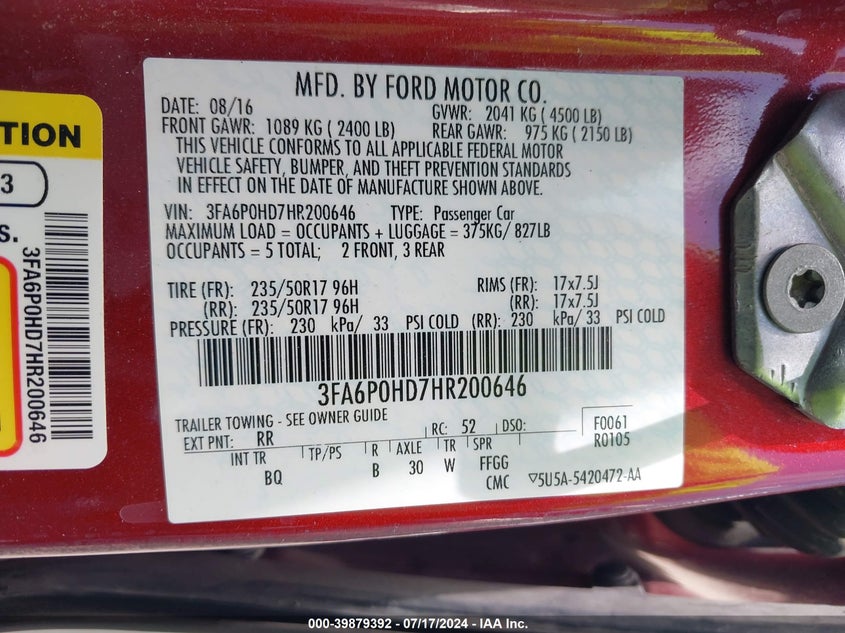 TION
3
S.
3FA6P0HD7HR200646
MFD. BY FORD MOTOR CO.
DATE: 08/16 GVWR: 2041 KG ( 4500 LB)
FRONT GAWR: 1089 KG ( 2400 LB) REAR GAWR: 975 KG ( 2150 LB)
THIS VEHICLE CONFORMS TO ALL APPLICABLE FEDERAL MOTOR
VEHICLE SAFETY, BUMPER, AND THEFT PREVENTION STANDARDS
IN EFFECT ON THE DATE OF MANUFACTURE SHOWN ABOVE.
VIN: 3FA6P0HD7HR200646 TYPE: Passenger Car
MAXIMUM LOAD = OCCUPANTS + LUGGAGE = 375KG/ 827LB
OCCUPANTS = 5 TOTAL; 2 FRONT, 3 REAR
TIRE (FR): 235/50R17 96H RIMS (FR): 17x7.5J
(RR): 235/50R17 96H (RR): 17x7.5J
PRESSURE (FR): 230 kPa/ 33 PSI COLD (RR): 230 kPa/ 33 PSI COLD
3FA6P0HD7HR200646
TRAILER TOWING - SEE OWNER GUIDE
EXT PNT: RR RC: 52 DSO: F0061
R0105
INT TR TP/PS R AXLE TR SPR
BQ B 30 W FFGG
CMC ▽5U5A-5420472-AA
000-39879392 - 07/17/2024 - IAA Inc.